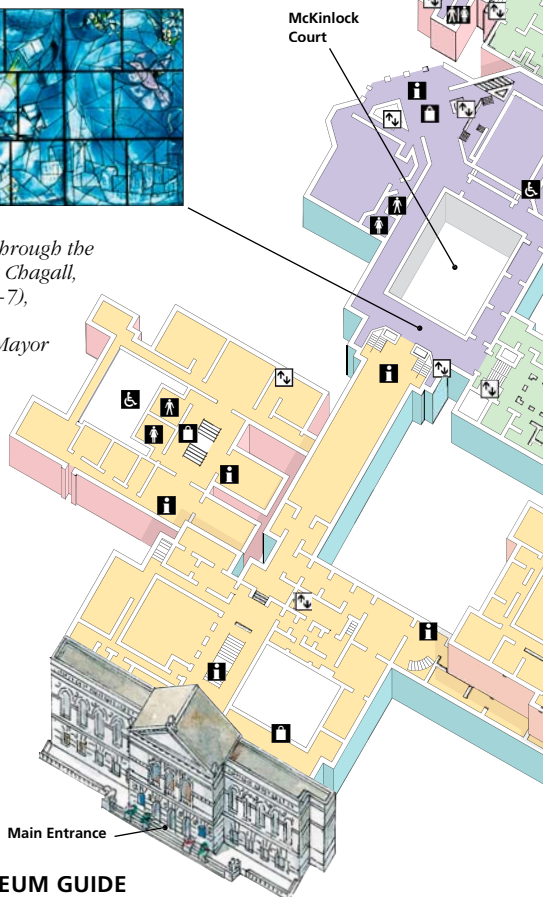 McKinlock
Court
hrough the
Chagall,
-7),
Mayor
Main Entrance
EUM GUIDE